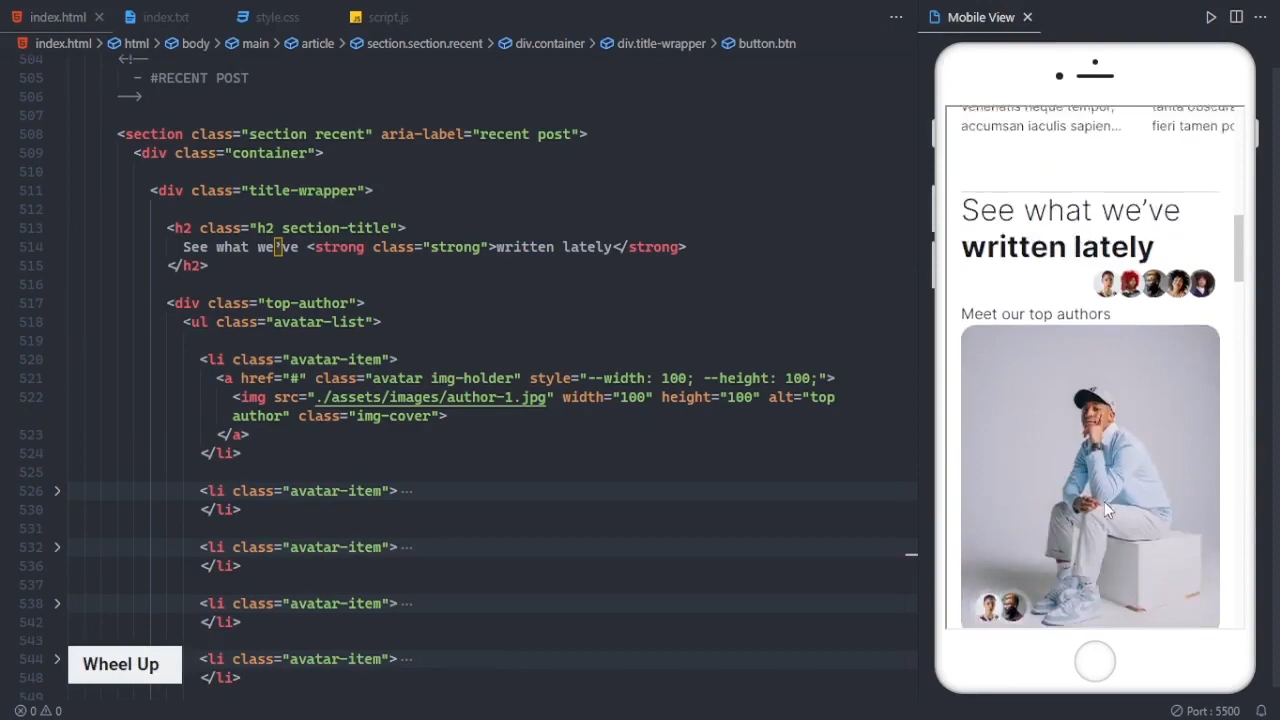 index.html
index.txt
style.css
script.js
Mobile View
index.html > html > body > main > article > section.section.recent > div.container > div.title-wrapper > button.btn
504 <!--
505 - #RECENT POST
506 -->
507
508 <section class="section recent" aria-label="recent post">
509 <div class="container">
510
511 <div class="title-wrapper">
512
513 <h2 class="h2 section-title">
514 See what we’ve <strong class="strong">written lately</strong>
515 </h2>
516
517 <div class="top-author">
518 <ul class="avatar-list">
519
520 <li class="avatar-item">
521 <a href="#" class="avatar img-holder" style="--width: 100; --height: 100;">
522 <img src="./assets/images/author-1.jpg" width="100" height="100" alt="top
author" class="img-cover">
523 </a>
524 </li>
525
526 <li class="avatar-item"> ...
530 </li>
531
532 <li class="avatar-item"> ...
536 </li>
537
538 <li class="avatar-item"> ...
542 </li>
543
544 <li class="avatar-item"> ...
548 </li>
549
Wheel Up
0 0
venenatis neque tempor,
accumsan iaculis sapien...
tanta obscura
fieri tamen po
See what we’ve
written lately
Meet our top authors
Port : 5500